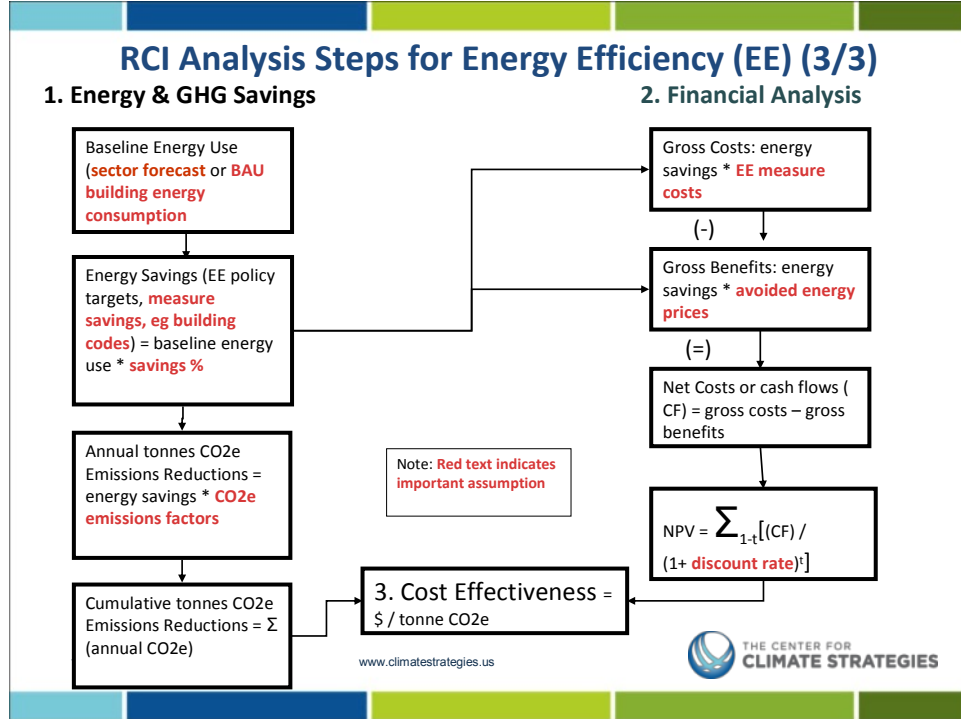 RCI Analysis Steps for Energy Efficiency (EE) (3/3)
1. Energy & GHG Savings
Baseline Energy Use
(sector forecast or BAU
building energy
consumption)
Energy Savings (EE policy
targets, measure
savings, eg building
codes) = baseline energy
use * savings %
Annual tonnes CO2e
Emissions Reductions =
energy savings * CO2e
emissions factors
Cumulative tonnes CO2e
Emissions Reductions = Σ
(annual CO2e)
2. Financial Analysis
Gross Costs: energy
savings * EE measure
costs
(-)
Gross Benefits: energy
savings * avoided energy
prices
(=)
Net Costs or cash flows (
CF) = gross costs – gross
benefits
NPV = Σ1-t[(CF) /
(1+ discount rate)ᵗ]
Note: Red text indicates
important assumption
3. Cost Effectiveness =
$ / tonne CO2e
www.climatestrategies.us
THE CENTER FOR
CLIMATE STRATEGIES